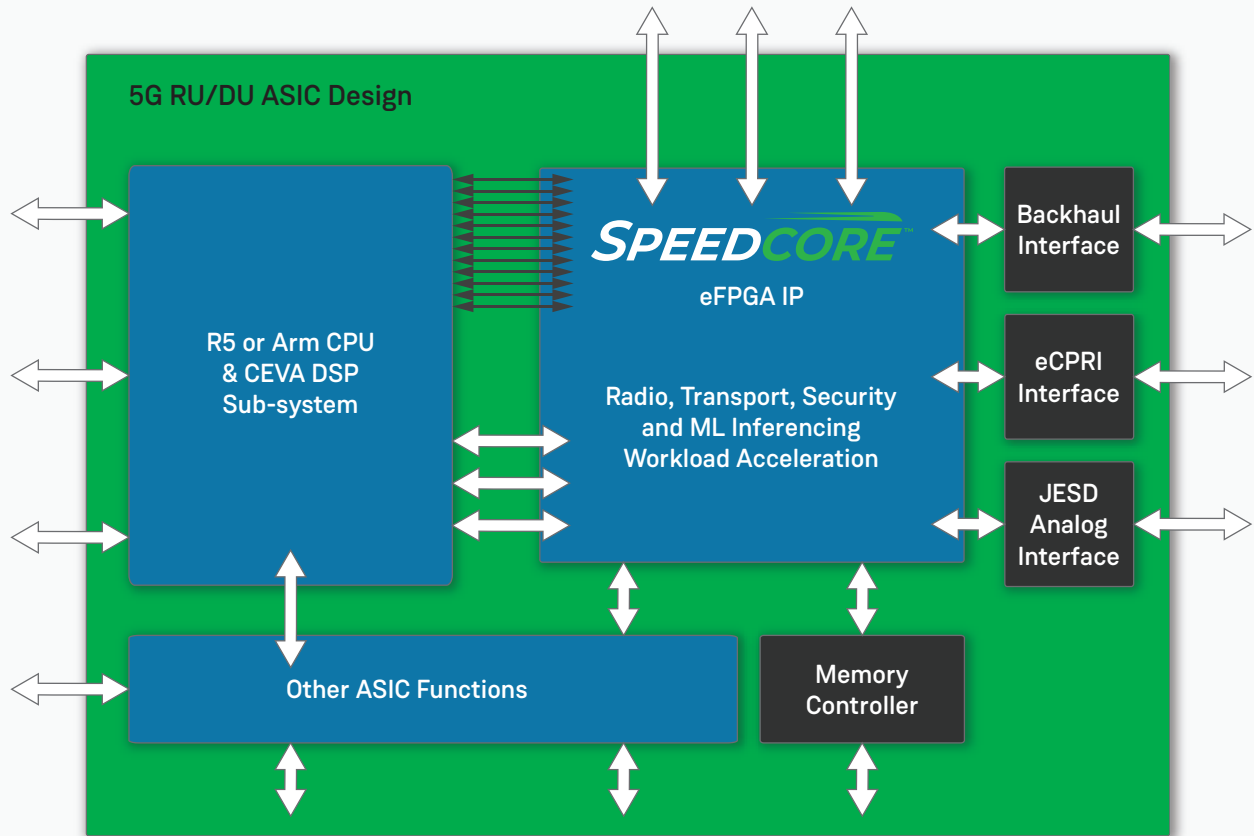 5G RU/DU ASIC Design
SPEEDCORE™
eFPGA IP
Radio, Transport, Security
and ML Inferencing
Workload Acceleration
R5 or Arm CPU
& CEVA DSP
Sub-system
Backhaul
Interface
eCPRI
Interface
JESD
Analog
Interface
Other ASIC Functions
Memory
Controller